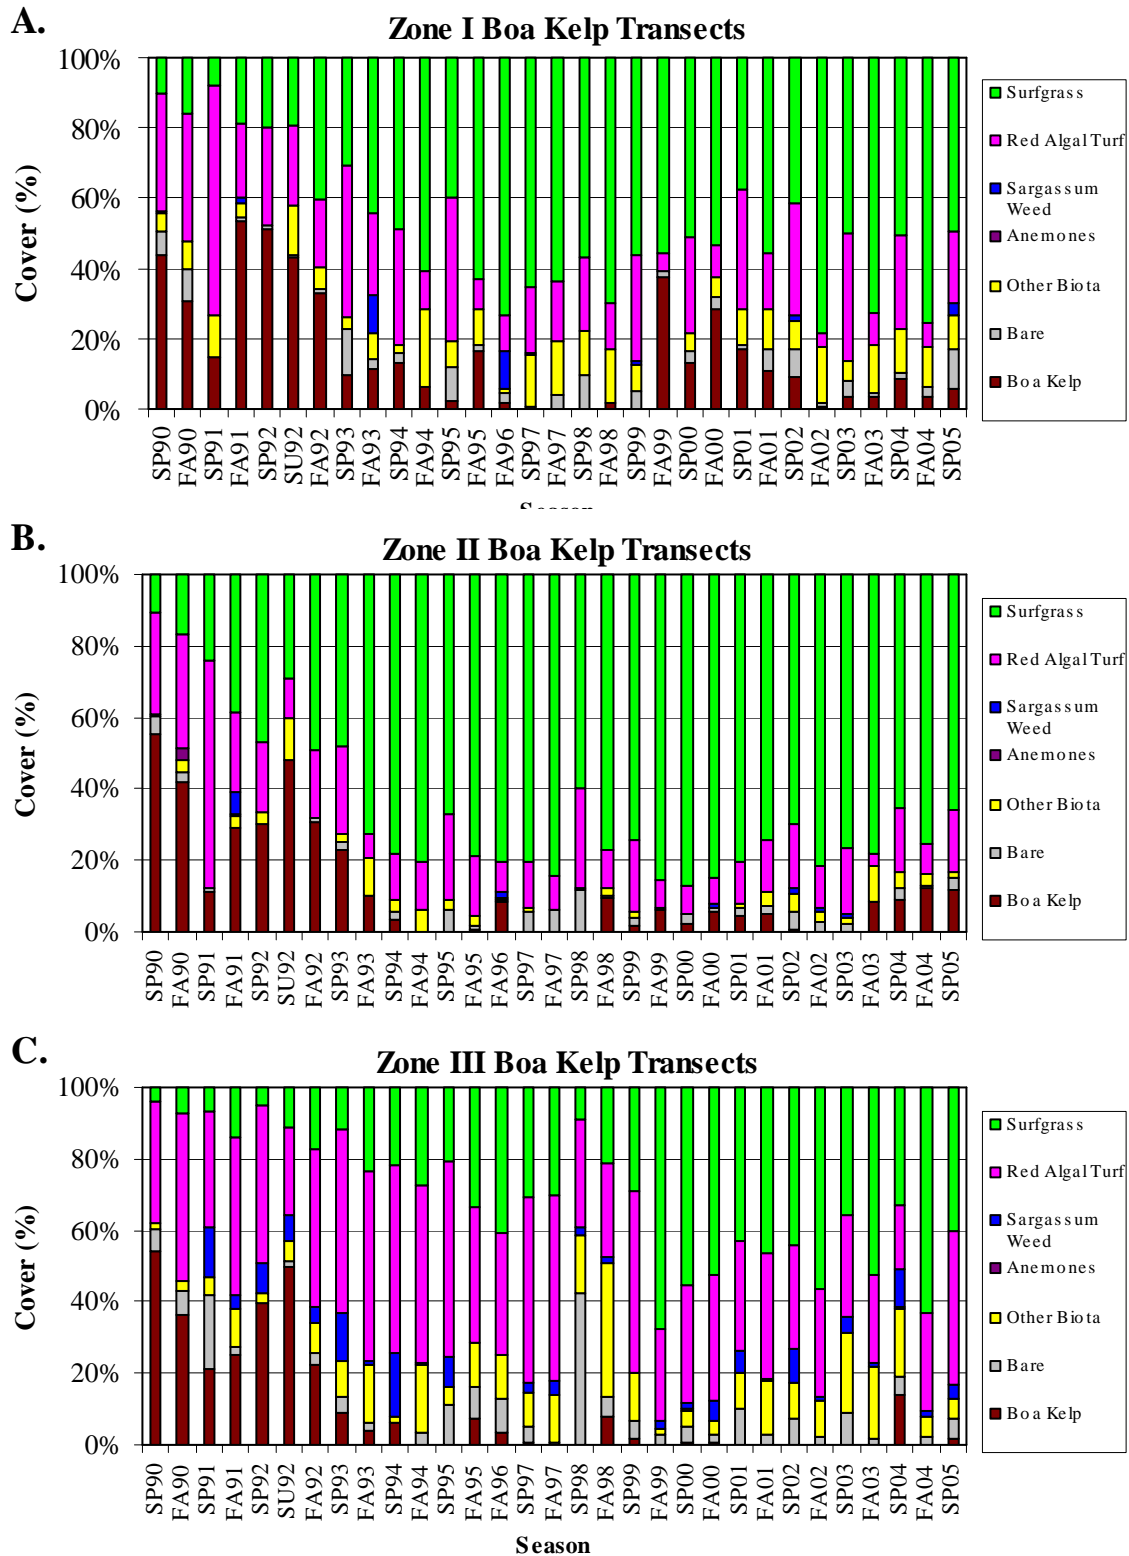 A.
Zone I Boa Kelp Transects
100%
80%
60%
40%
20%
0%
Cover (%)
SP90 FA90 SP91 FA91 SP92 SU92 FA92 SP93 FA93 SP94 FA94 SP95 FA95 FA96 SP97 FA97 SP98 FA98 SP99 FA99 SP00 FA00 SP01 FA01 SP02 FA02 SP03 FA03 SP04 FA04 SP05
Season
Surfgrass
Red Algal Turf
Sargassum
Weed
Anemones
Other Biota
Bare
Boa Kelp
B.
Zone II Boa Kelp Transects
100%
80%
60%
40%
20%
0%
Cover (%)
SP90 FA90 SP91 FA91 SP92 SU92 FA92 SP93 FA93 SP94 FA94 SP95 FA95 FA96 SP97 FA97 SP98 FA98 SP99 FA99 SP00 FA00 SP01 FA01 SP02 FA02 SP03 FA03 SP04 FA04 SP05
Surfgrass
Red Algal Turf
Sargassum
Weed
Anemones
Other Biota
Bare
Boa Kelp
C.
Zone III Boa Kelp Transects
100%
80%
60%
40%
20%
0%
Cover (%)
SP90 FA90 SP91 FA91 SP92 SU92 FA92 SP93 FA93 SP94 FA94 SP95 FA95 FA96 SP97 FA97 SP98 FA98 SP99 FA99 SP00 FA00 SP01 FA01 SP02 FA02 SP03 FA03 SP04 FA04 SP05
Season
Surfgrass
Red Algal Turf
Sargassum
Weed
Anemones
Other Biota
Bare
Boa Kelp